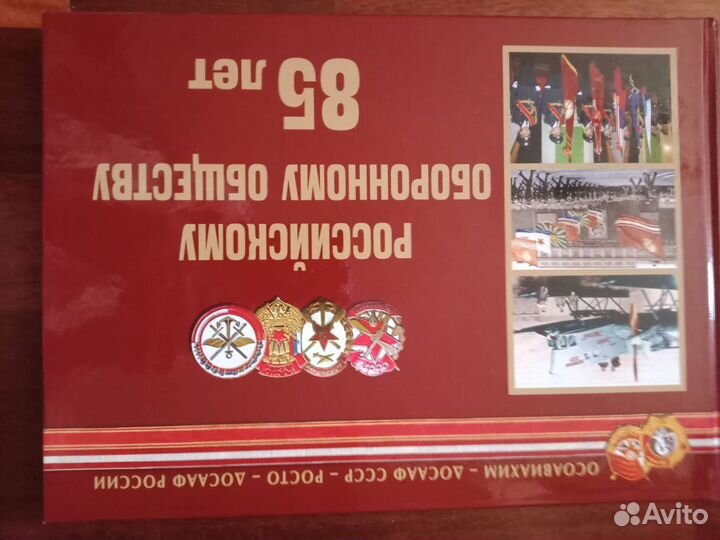 ОСОАВИАХИМ – ДОСААФ СССР – РОСТО – ДОСААФ РОССИИ
РОССИЙСКОМУ
ОБОРОННОМУ ОБЩЕСТВУ
85 лет
Avito